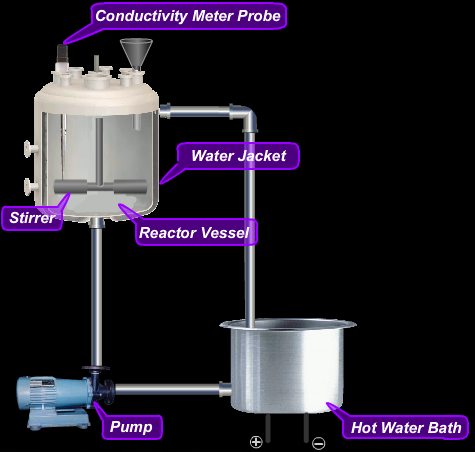 Conductivity Meter Probe
Water Jacket
Stirrer
Reactor Vessel
Pump
Hot Water Bath
+
−